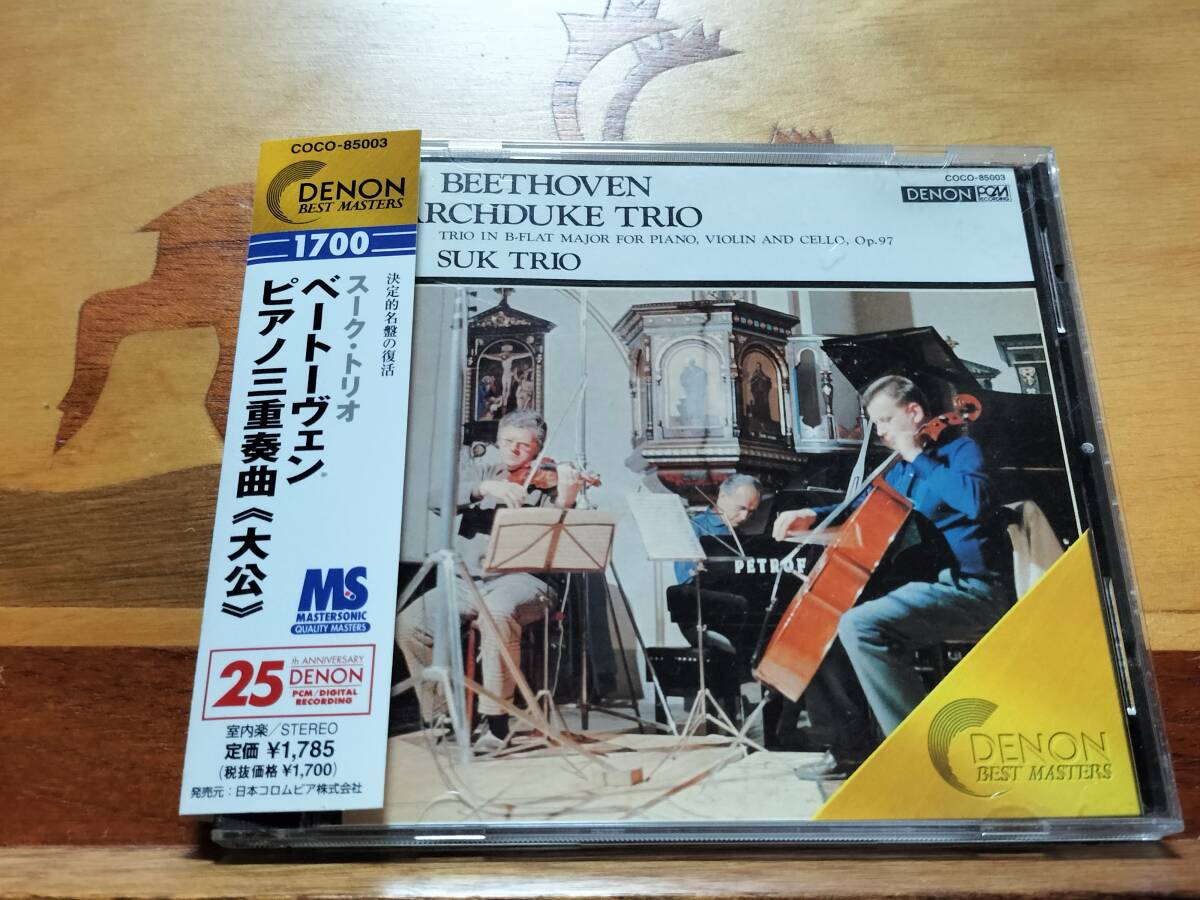 COCO-85003
DENON
BEST MASTERS
1700
決定的名盤の復活
スーク・トリオ
ベートーヴェン
ピアノ三重奏曲《大公》
MS
MASTERSONIC
QUALITY MASTERS
25th ANNIVERSARY
DENON
PCM/DIGITAL
RECORDING
室内楽/STEREO
定価 ¥1,785
(税抜価格 ¥1,700)
発売元:日本コロムビア株式会社
COCO-85003
BEETHOVEN
DENON PCM RECORDING
ARCHDUKE TRIO
TRIO IN B-FLAT MAJOR FOR PIANO, VIOLIN AND CELLO, Op.97
SUK TRIO
PETROF
DENON
BEST MASTERS